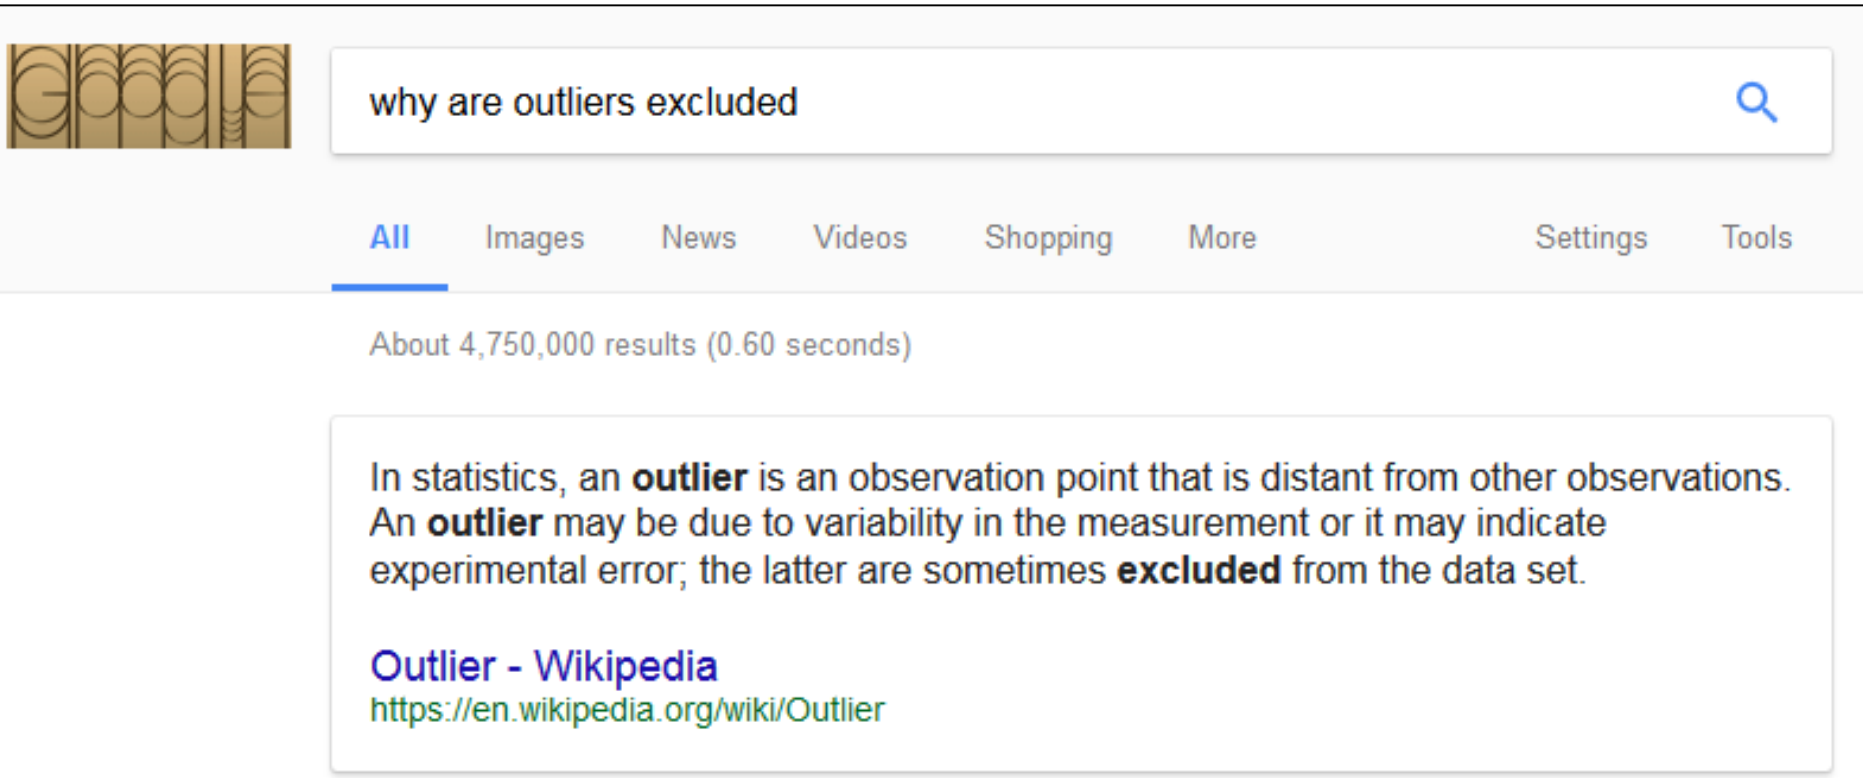 Google
why are outliers excluded
All Images News Videos Shopping More Settings Tools
About 4,750,000 results (0.60 seconds)
In statistics, an outlier is an observation point that is distant from other observations.
An outlier may be due to variability in the measurement or it may indicate
experimental error; the latter are sometimes excluded from the data set.
Outlier - Wikipedia
https://en.wikipedia.org/wiki/Outlier